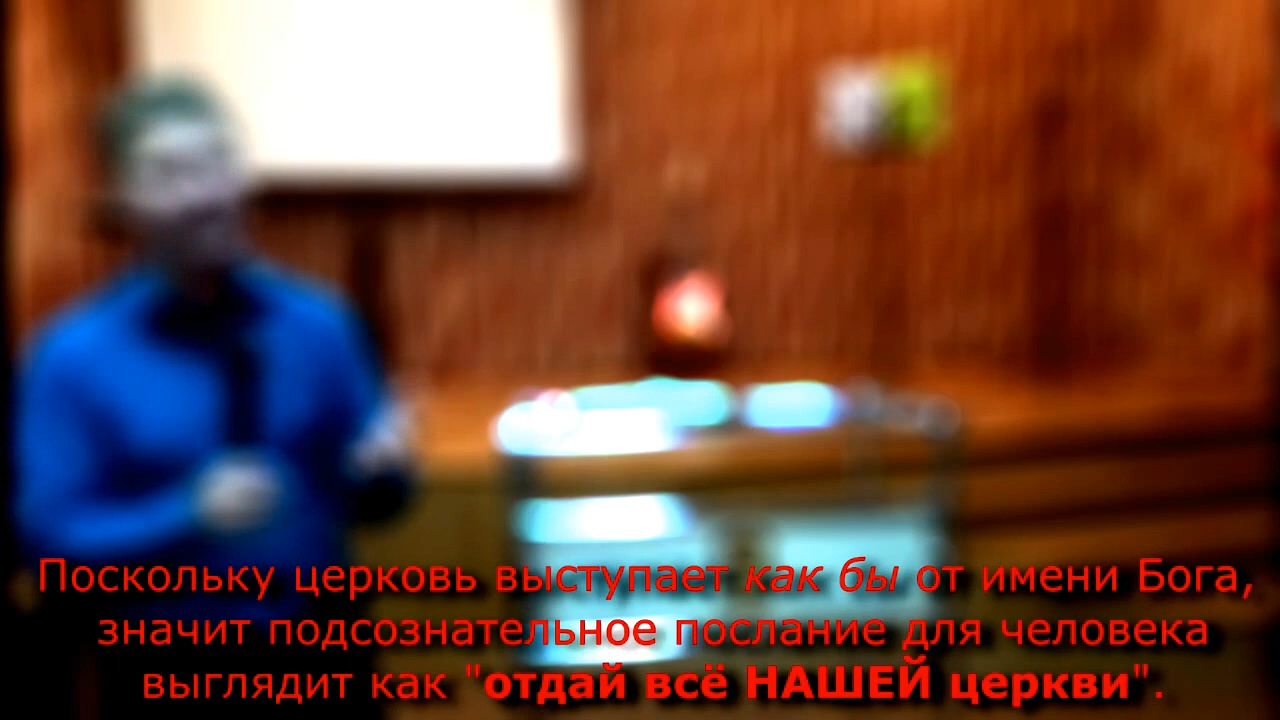 Поскольку церковь выступает как бы от имени Бога,
значит подсознательное послание для человека
выглядит как "отдай всё НАШЕЙ церкви".